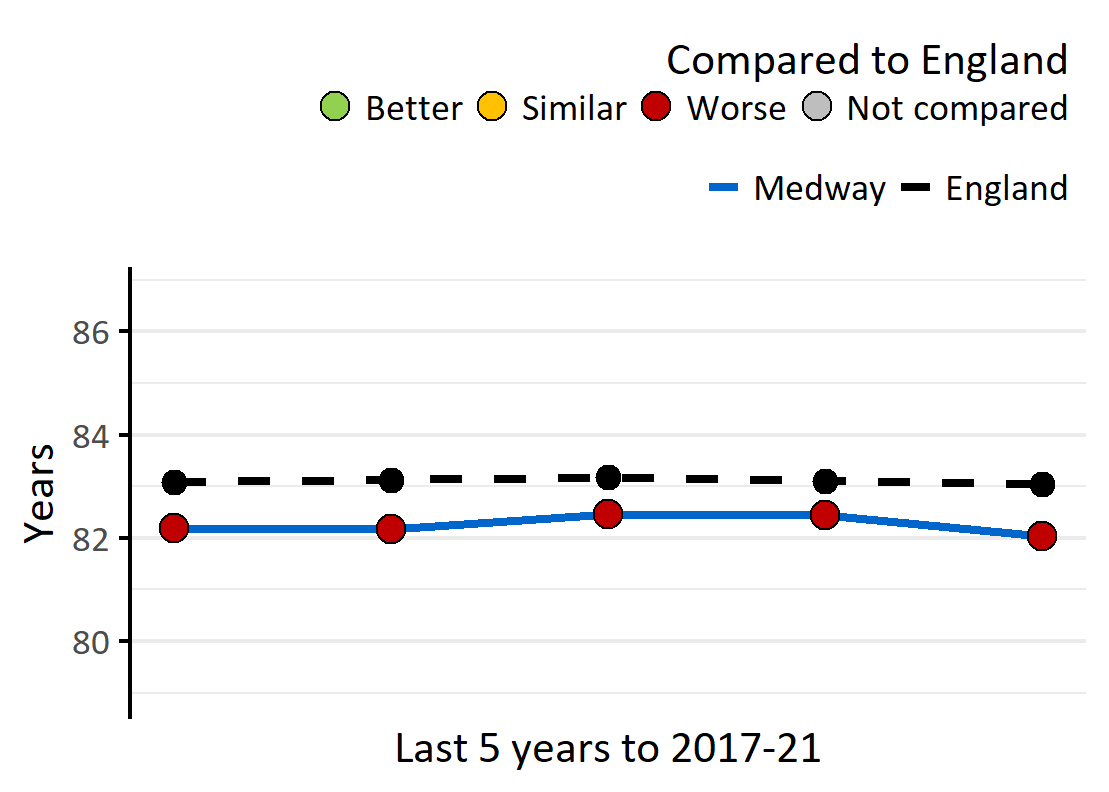 Compared to England
Better Similar Worse Not compared
Medway England
86
84
82
80
Years
Last 5 years to 2017-21